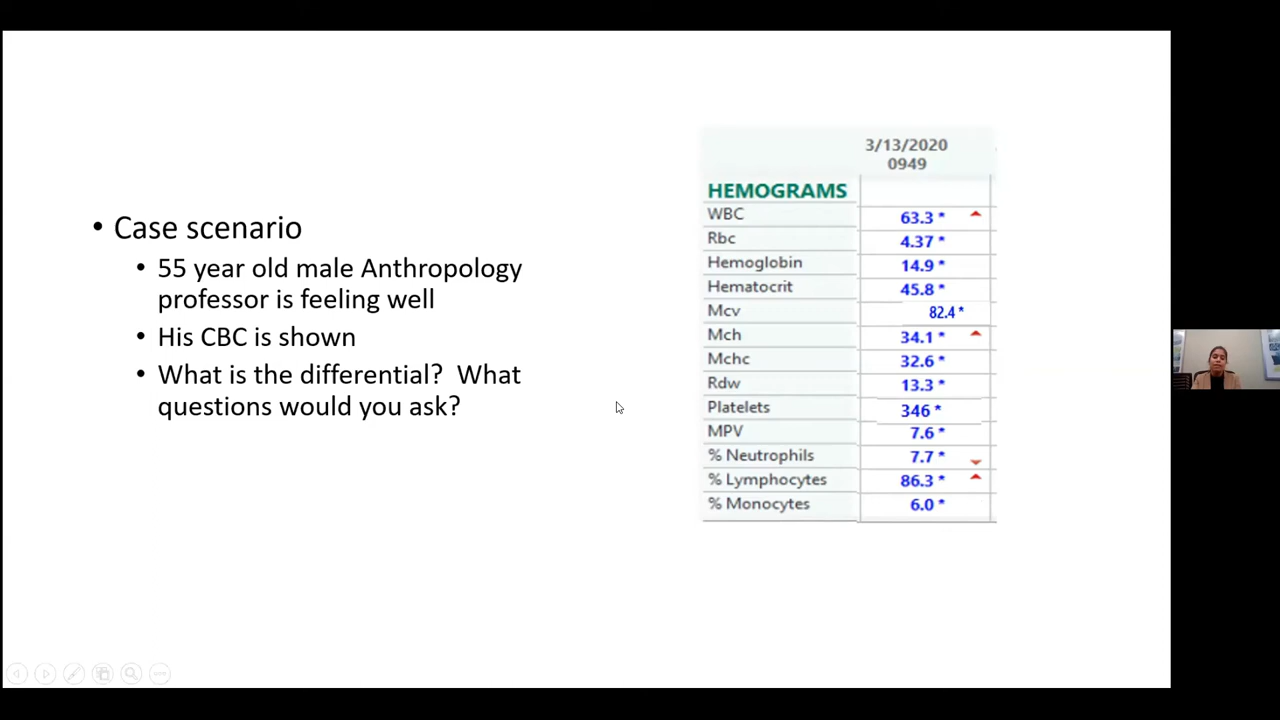 • Case scenario
• 55 year old male Anthropology
professor is feeling well
• His CBC is shown
• What is the differential?  What
questions would you ask?
3/13/2020
0949
HEMOGRAMS
WBC 63.3 *
Rbc 4.37 *
Hemoglobin 14.9 *
Hematocrit 45.8 *
Mcv 82.4 *
Mch 34.1 *
Mchc 32.6 *
Rdw 13.3 *
Platelets 346 *
MPV 7.6 *
% Neutrophils 7.7 *
% Lymphocytes 86.3 *
% Monocytes 6.0 *